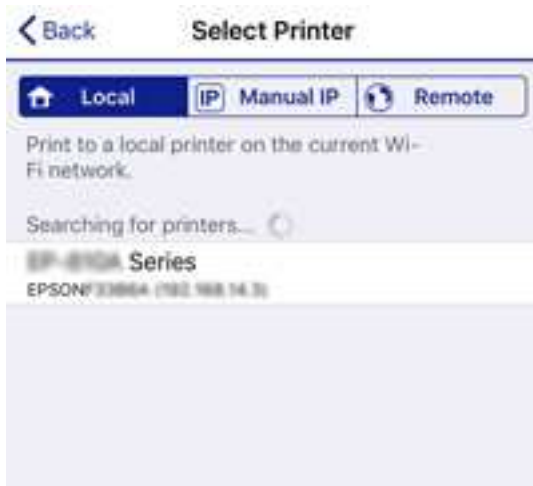 Back
Select Printer
Local
IP Manual IP
Remote
Print to a local printer on the current Wi-
Fi network.
Searching for printers...
Series
EPSON